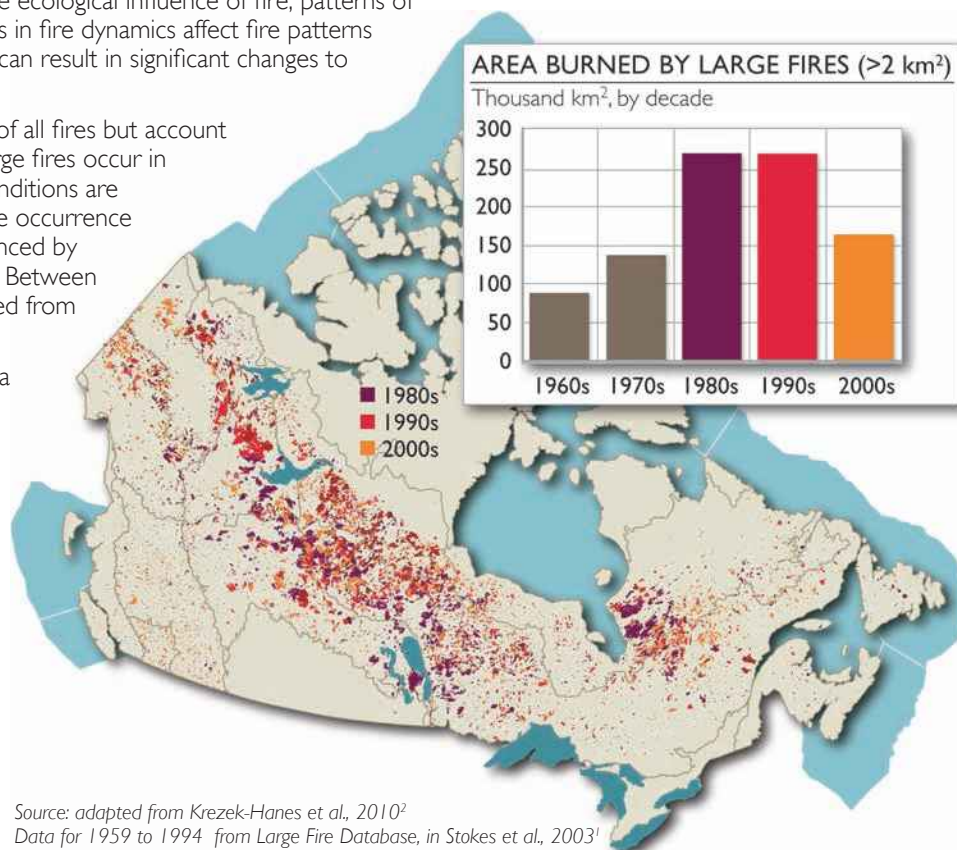 e ecological influence of fire, patterns of
s in fire dynamics affect fire patterns
can result in significant changes to
of all fires but account
rge fires occur in
nditions are
e occurrence
nced by
Between
ed from
a
AREA BURNED BY LARGE FIRES (>2 km²)
Thousand km², by decade
300
250
200
150
100
50
0
1960s 1970s 1980s 1990s 2000s
1980s
1990s
2000s
Source: adapted from Krezek-Hanes et al., 2010²
Data for 1959 to 1994 from Large Fire Database, in Stokes et al., 2003¹